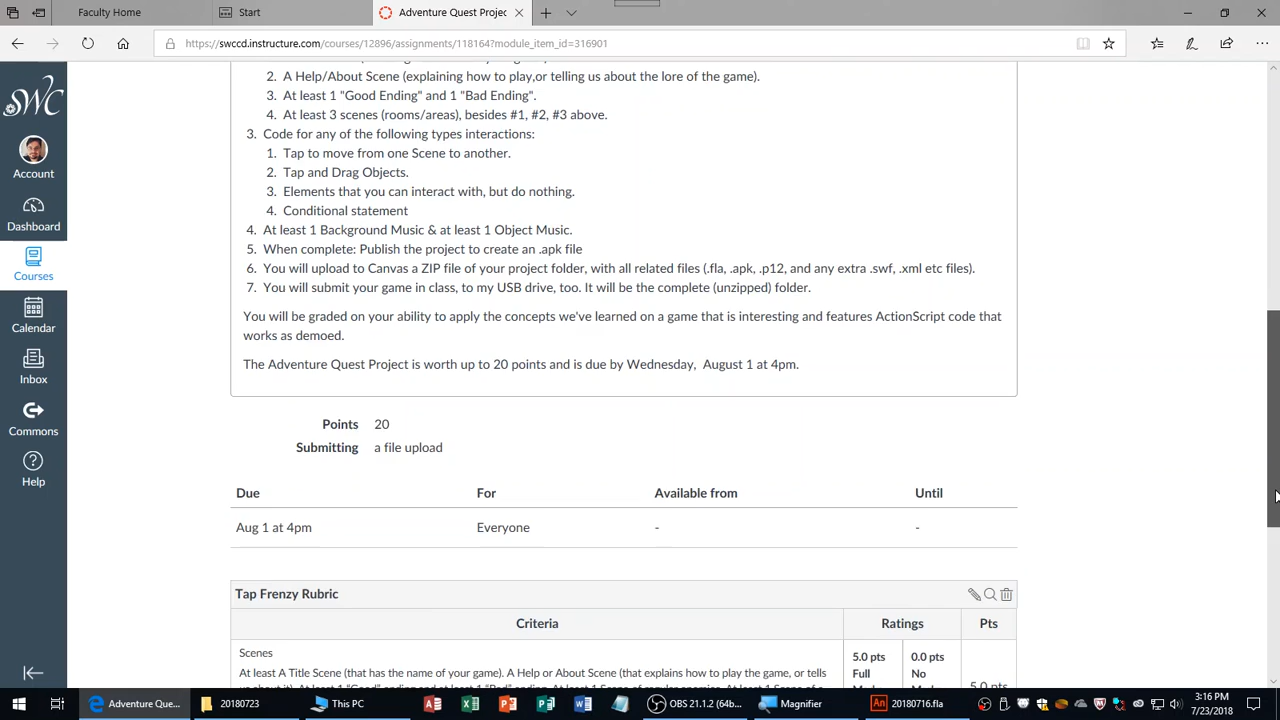 Faculty Home
Start
Adventure Quest Projec
https://swccd.instructure.com/courses/12896/assignments/118164?module_item_id=316901
SWC
Account
Dashboard
Courses
Calendar
Inbox
Commons
Help
2. A Help/About Scene (explaining how to play,or telling us about the lore of the game).
3. At least 1 "Good Ending" and 1 "Bad Ending".
4. At least 3 scenes (rooms/areas), besides #1, #2, #3 above.
3. Code for any of the following types interactions:
1. Tap to move from one Scene to another.
2. Tap and Drag Objects.
3. Elements that you can interact with, but do nothing.
4. Conditional statement
4. At least 1 Background Music & at least 1 Object Music.
5. When complete: Publish the project to create an .apk file
6. You will upload to Canvas a ZIP file of your project folder, with all related files (.fla, .apk, .p12, and any extra .swf, .xml etc files).
7. You will submit your game in class, to my USB drive, too. It will be the complete (unzipped) folder.
You will be graded on your ability to apply the concepts we've learned on a game that is interesting and features ActionScript code that
works as demoed.
The Adventure Quest Project is worth up to 20 points and is due by Wednesday, August 1 at 4pm.
Points 20
Submitting a file upload
Due For Available from Until
Aug 1 at 4pm Everyone - -
Tap Frenzy Rubric
Criteria Ratings Pts
Scenes
At least A Title Scene (that has the name of your game). A Help or About Scene (that explains how to play the game, or tells
5.0 pts 0.0 pts
Full No
5.0 pts
Adventure Que...
20180723
This PC
OBS 21.1.2 (64b...
Magnifier
An 20180716.fla
3:16 PM
7/23/2018